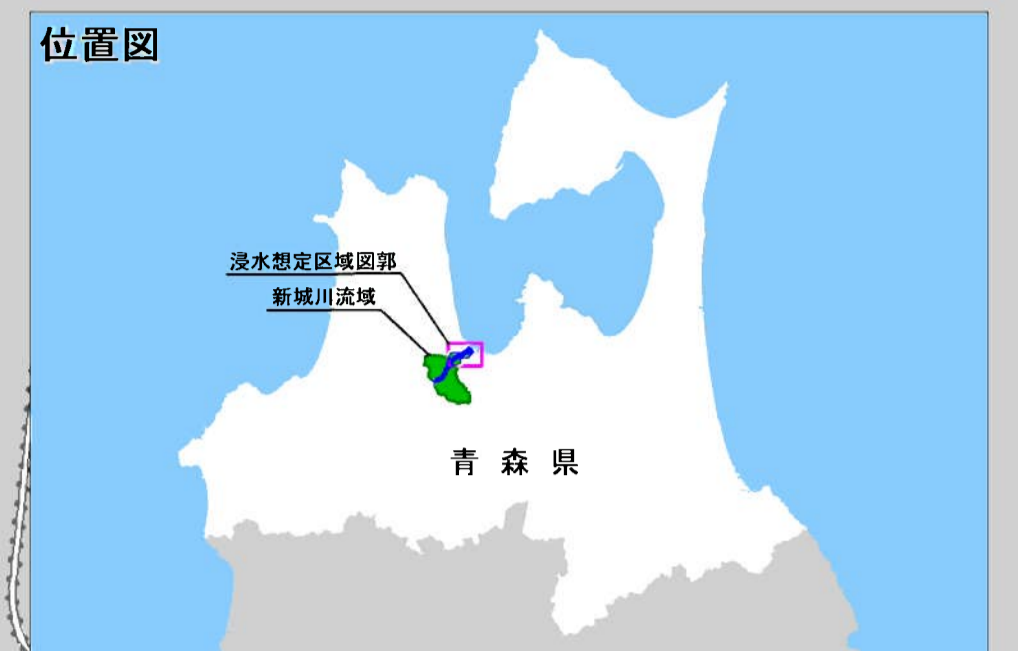 位置図
浸水想定区域図郭
新城川流域
青森県